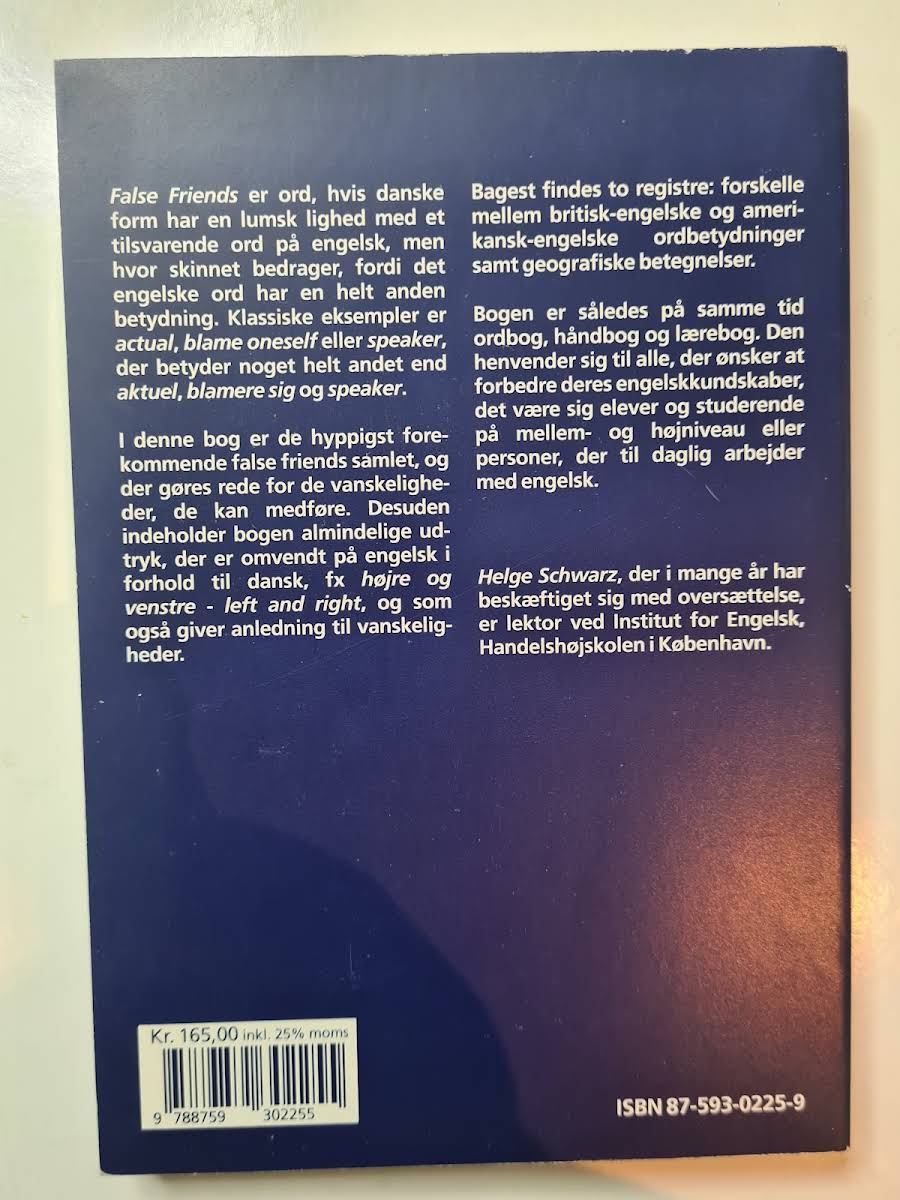 False Friends er ord, hvis danske
form har en lumsk lighed med et
tilsvarende ord på engelsk, men
hvor skinnet bedrager, fordi det
engelske ord har en helt anden
betydning. Klassiske eksempler er
actual, blame oneself eller speaker,
der betyder noget helt andet end
aktuel, blamere sig og speaker.
I denne bog er de hyppigst fore-
kommende false friends samlet, og
der gøres rede for de vanskelighe-
der, de kan medføre. Desuden
indeholder bogen almindelige ud-
tryk, der er omvendt på engelsk i
forhold til dansk, fx højre og
venstre - left and right, og som
også giver anledning til vanskelig-
heder.
Bagest findes to registre: forskelle
mellem britisk-engelske og ameri-
kansk-engelske ordbetydninger
samt geografiske betegnelser.
Bogen er således på samme tid
ordbog, håndbog og lærebog. Den
henvender sig til alle, der ønsker at
forbedre deres engelskkundskaber,
det være sig elever og studerende
på mellem- og højniveau eller
personer, der til daglig arbejder
med engelsk.
Helge Schwarz, der i mange år har
beskæftiget sig med oversættelse,
er lektor ved Institut for Engelsk,
Handelshøjskolen i København.
Kr. 165,00 inkl. 25% moms
9 788759 302255
ISBN 87-593-0225-9